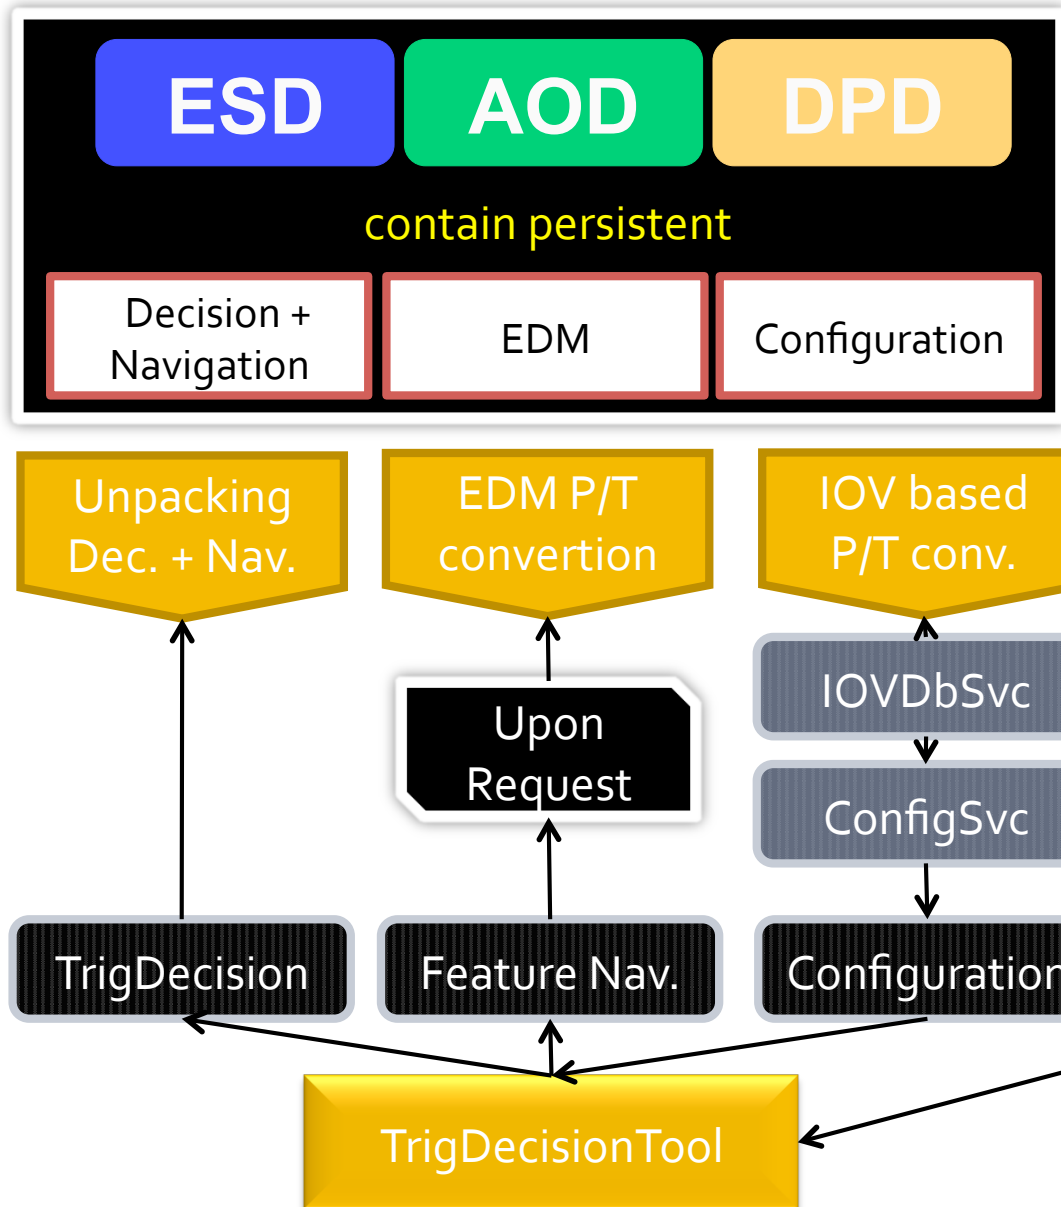 ESD AOD DPD
contain persistent
Decision +
Navigation
EDM
Configuration
Unpacking
Dec. + Nav.
EDM P/T
convertion
IOV based
P/T conv.
IOVDbSvc
Upon
Request
ConfigSvc
TrigDecision
Feature Nav.
Configuration
TrigDecisionTool